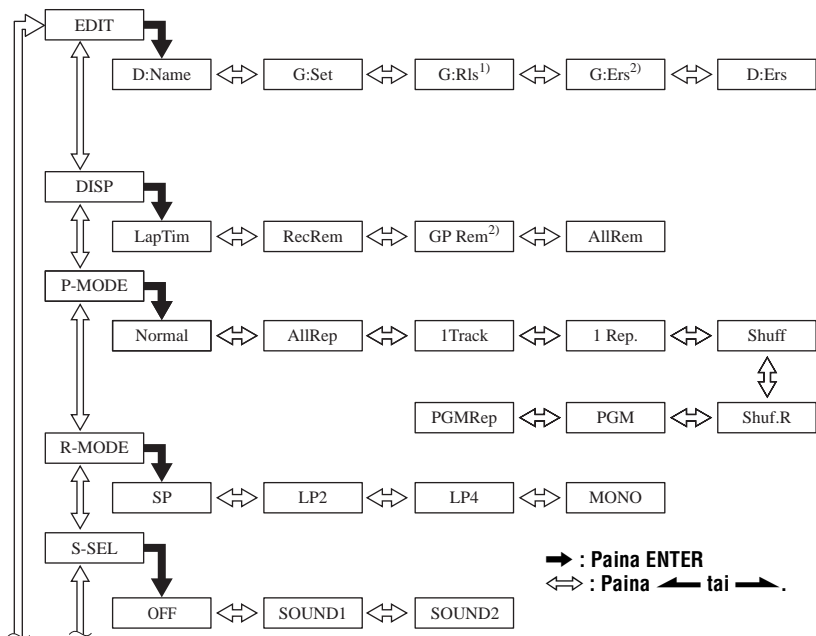 EDIT
D:Name G:Set G:Rls1) G:Ers2) D:Ers
DISP
LapTim RecRem GP Rem2) AllRem
P-MODE
Normal AllRep 1Track 1 Rep. Shuff
PGMRep PGM Shuf.R
R-MODE
SP LP2 LP4 MONO
S-SEL
: Paina ENTER
: Paina tai .
OFF SOUND1 SOUND2